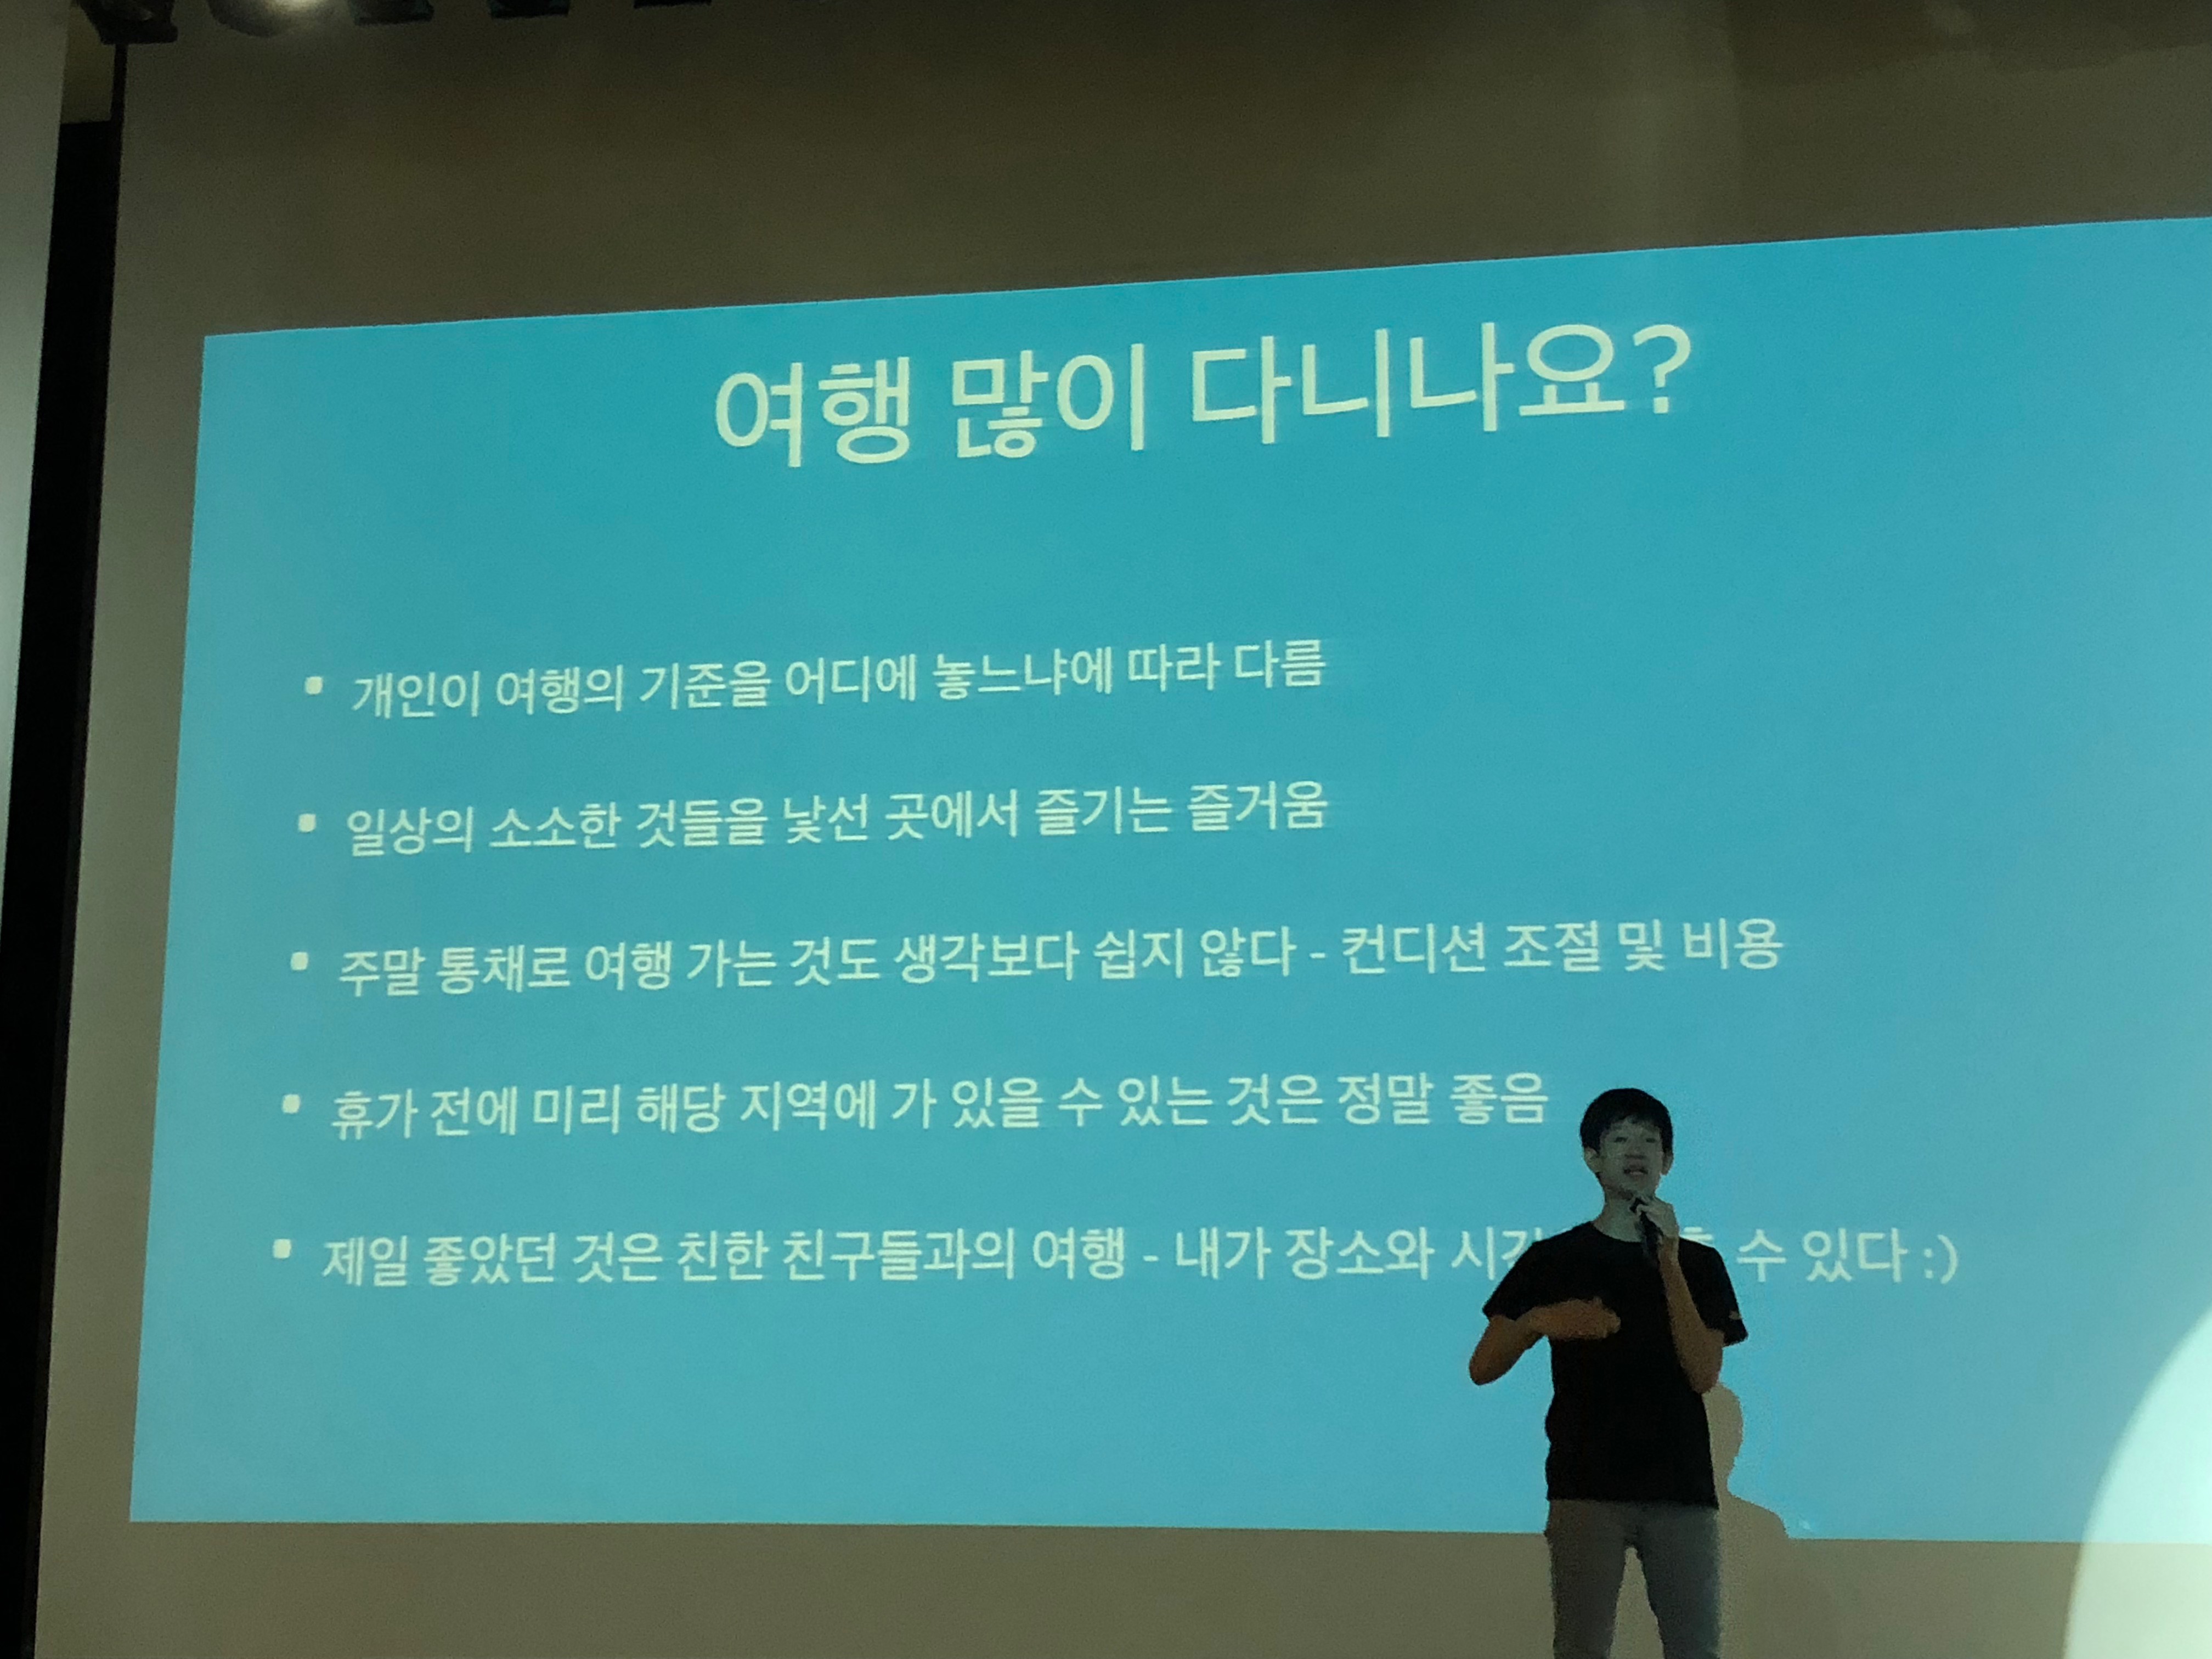 여행 많이 다니나요?
개인이 여행의 기준을 어디에 놓느냐에 따라 다름
일상의 소소한 것들을 낯선 곳에서 즐기는 즐거움
주말 통채로 여행 가는 것도 생각보다 쉽지 않다 - 컨디션 조절 및 비용
휴가 전에 미리 해당 지역에 가 있을 수 있는 것은 정말 좋음
제일 좋았던 것은 친한 친구들과의 여행 - 내가 장소와 수 있다 :)